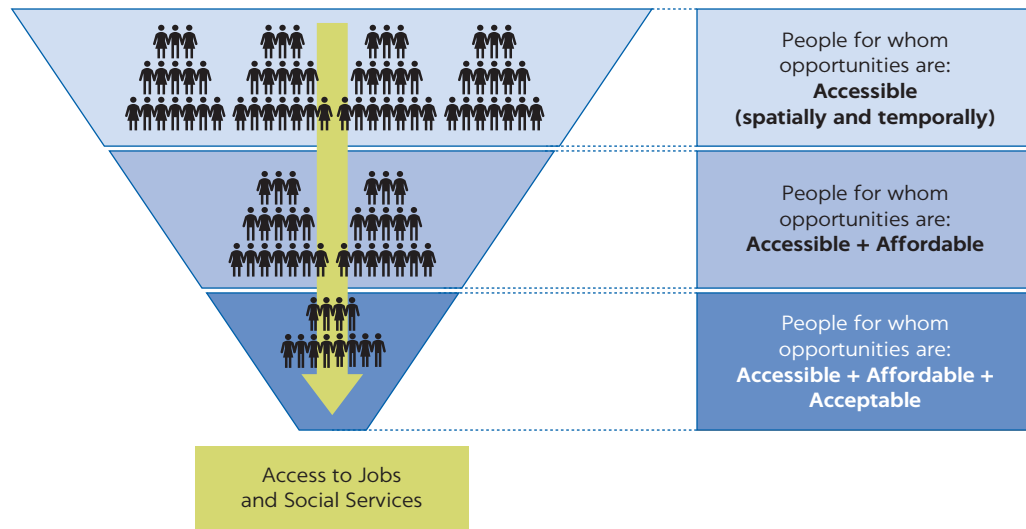 People for whom
opportunities are:
Accessible
(spatially and temporally)
People for whom
opportunities are:
Accessible + Affordable
People for whom
opportunities are:
Accessible + Affordable +
Acceptable
Access to Jobs
and Social Services